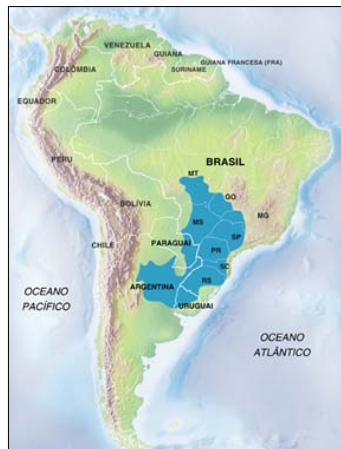 VENEZUELA
GUIANA
GUIANA FRANCESA (FRA)
SURINAME
COLÔMBIA
EQUADOR
PERU
BRASIL
MT
GO
BOLÍVIA
MS
MG
SP
CHILE
PARAGUAI
PR
SC
ARGENTINA
RS
OCEANO
PACÍFICO
URUGUAI
OCEANO
ATLÂNTICO